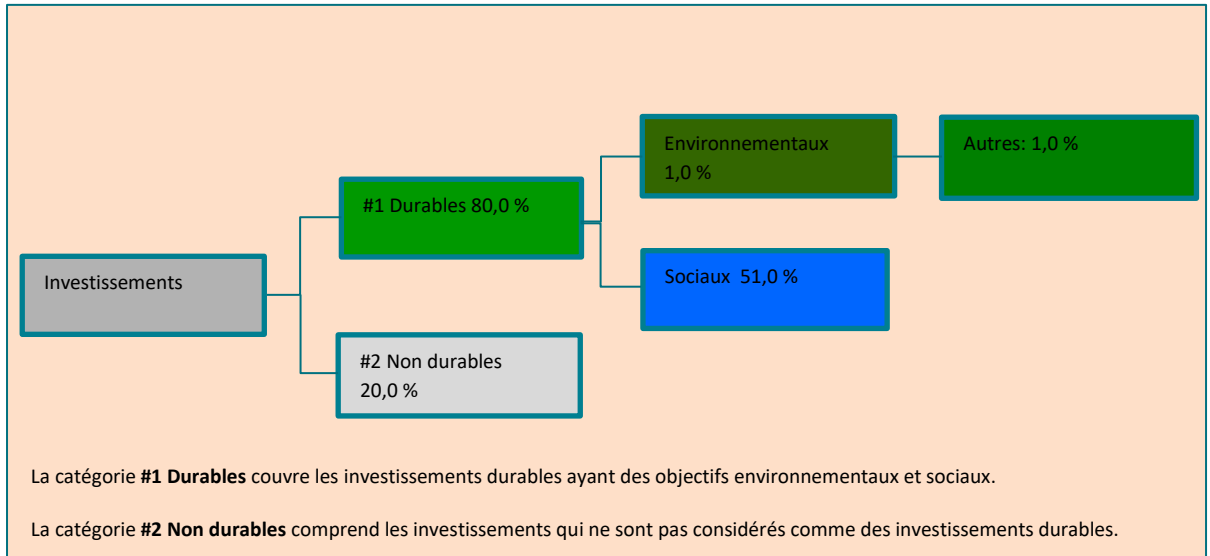 Investissements
#1 Durables 80,0 %
#2 Non durables
20,0 %
Environnementaux
1,0 %
Sociaux  51,0 %
Autres: 1,0 %
La catégorie #1 Durables couvre les investissements durables ayant des objectifs environnementaux et sociaux.
La catégorie #2 Non durables comprend les investissements qui ne sont pas considérés comme des investissements durables.